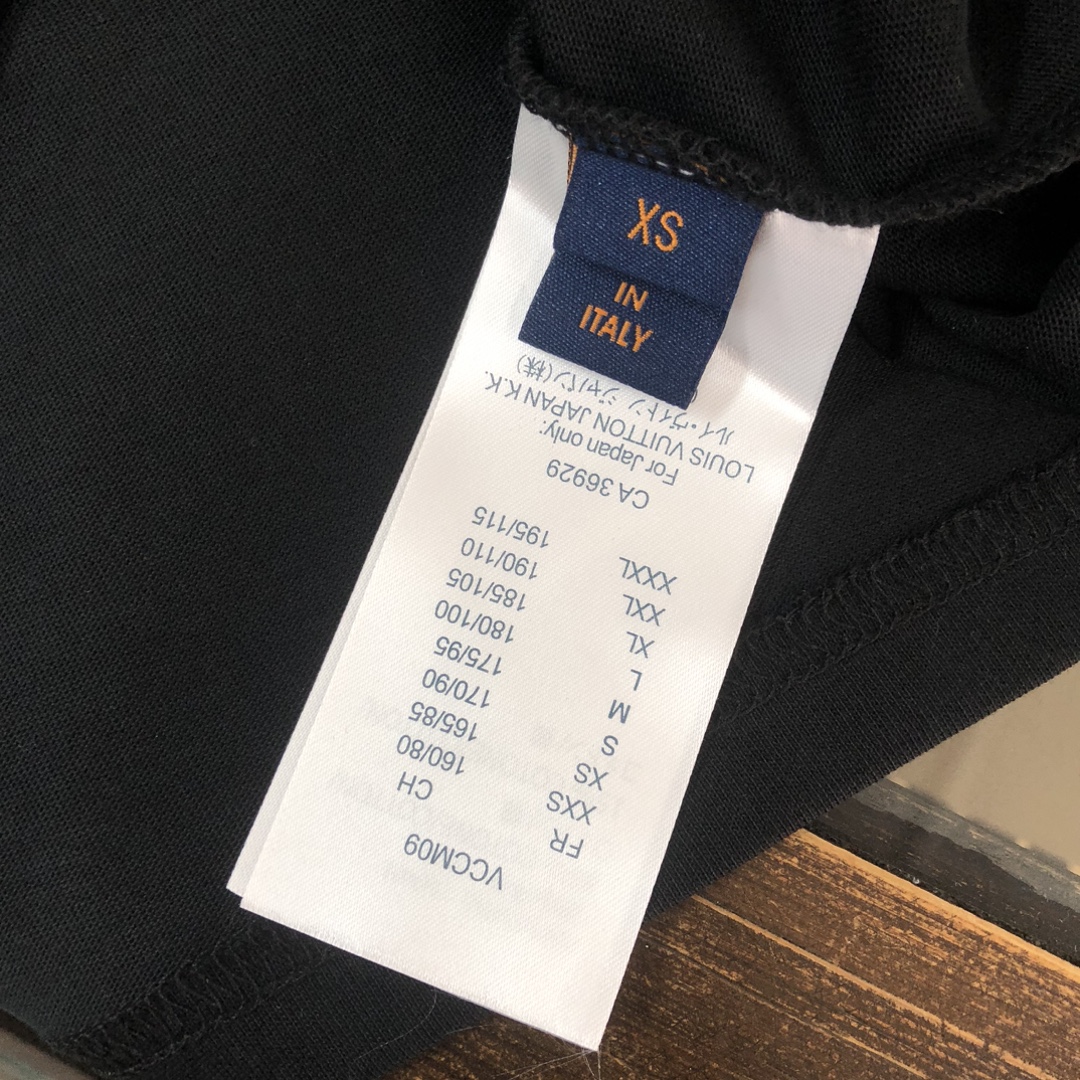 XS
IN
ITALY
VCCM09
FR CH
XXS 160/80
XS 165/85
S 170/90
M 175/95
L 180/100
XL 185/105
XXL 190/110
XXXL 195/115
CA 36929
For Japan only:
LOUIS VUITTON JAPAN K.K.
ルイ・ヴィトン ジャパン(株)